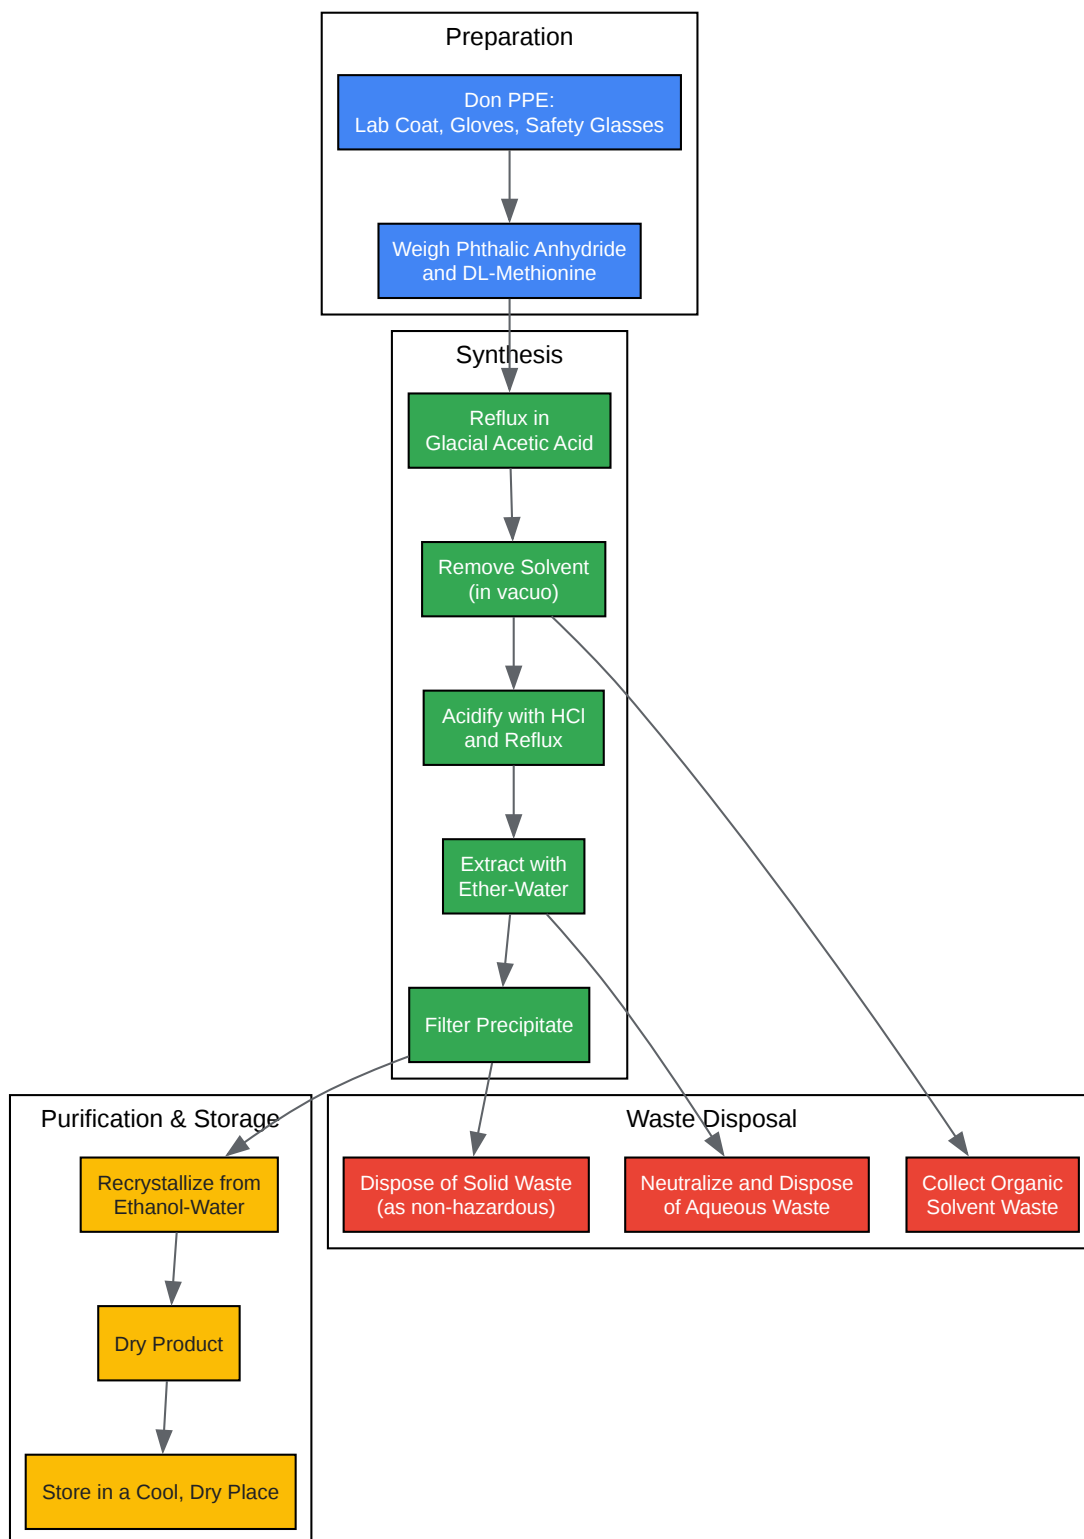 Preparation
Don PPE:
Lab Coat, Gloves, Safety Glasses
Weigh Phthalic Anhydride
and DL-Methionine
Synthesis
Reflux in
Glacial Acetic Acid
Remove Solvent
(in vacuo)
Acidify with HCl
and Reflux
Extract with
Ether-Water
Filter Precipitate
Purification & Storage
Recrystallize from
Ethanol-Water
Dry Product
Store in a Cool, Dry Place
Waste Disposal
Dispose of Solid Waste
(as non-hazardous)
Neutralize and Dispose
of Aqueous Waste
Collect Organic
Solvent Waste